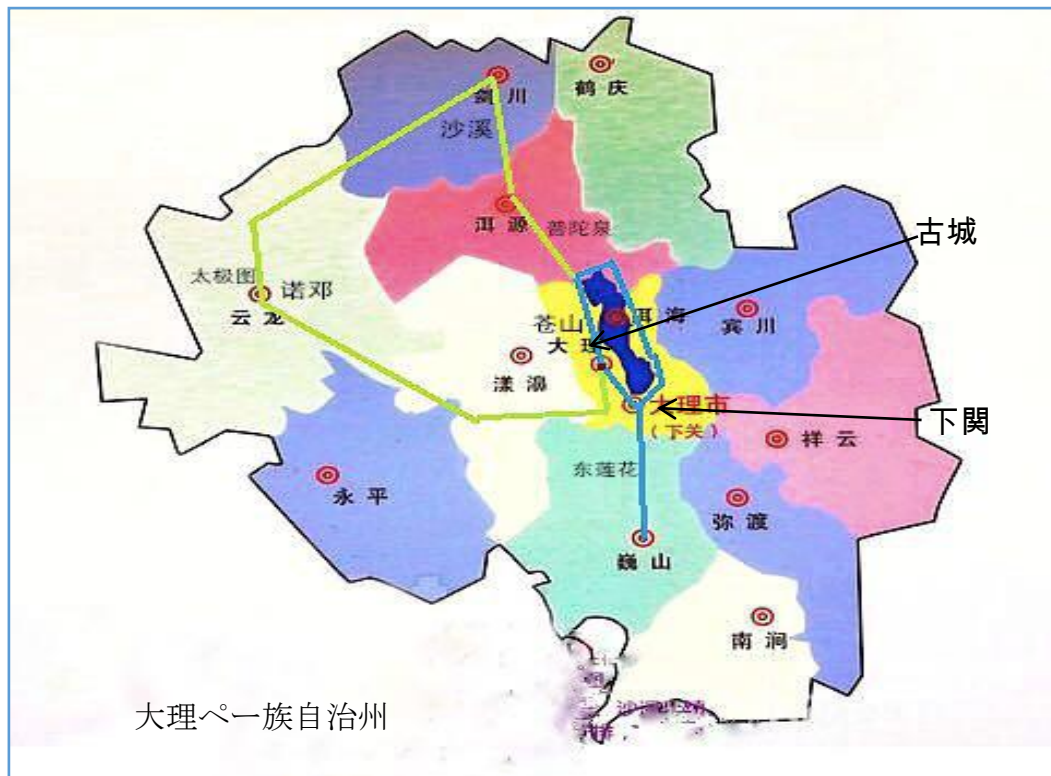 鹤庆
剑川
沙溪
古城
洱源
普陀泉
太极图
诺邓
云龙
苍山
洱海
宾川
大理
漾濞
大理市
(下关)
下関
祥云
东莲花
永平
弥渡
巍山
南涧
大理ペー族自治州